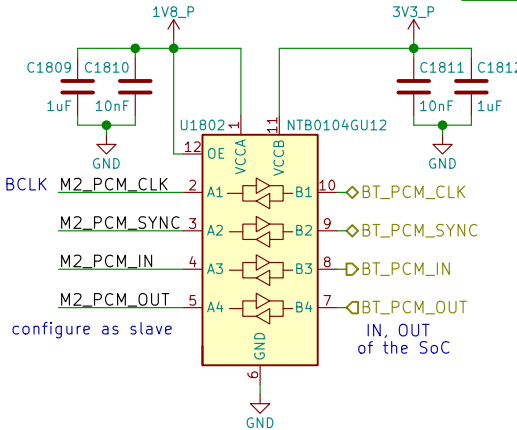 1V8_P
3V3_P
C1809 C1810
1uF 10nF
GND
C1811 C1812
10nF 1uF
GND
U1802 NTB0104GU12
1 11
12 OE VCCA VCCB
BCLK M2_PCM_CLK 2 A1 B1 10 BT_PCM_CLK
M2_PCM_SYNC 3 A2 B2 9 BT_PCM_SYNC
M2_PCM_IN 4 A3 B3 8 BT_PCM_IN
M2_PCM_OUT 5 A4 B4 7 BT_PCM_OUT
configure as slave
IN, OUT
of the SoC
GND
6
GND